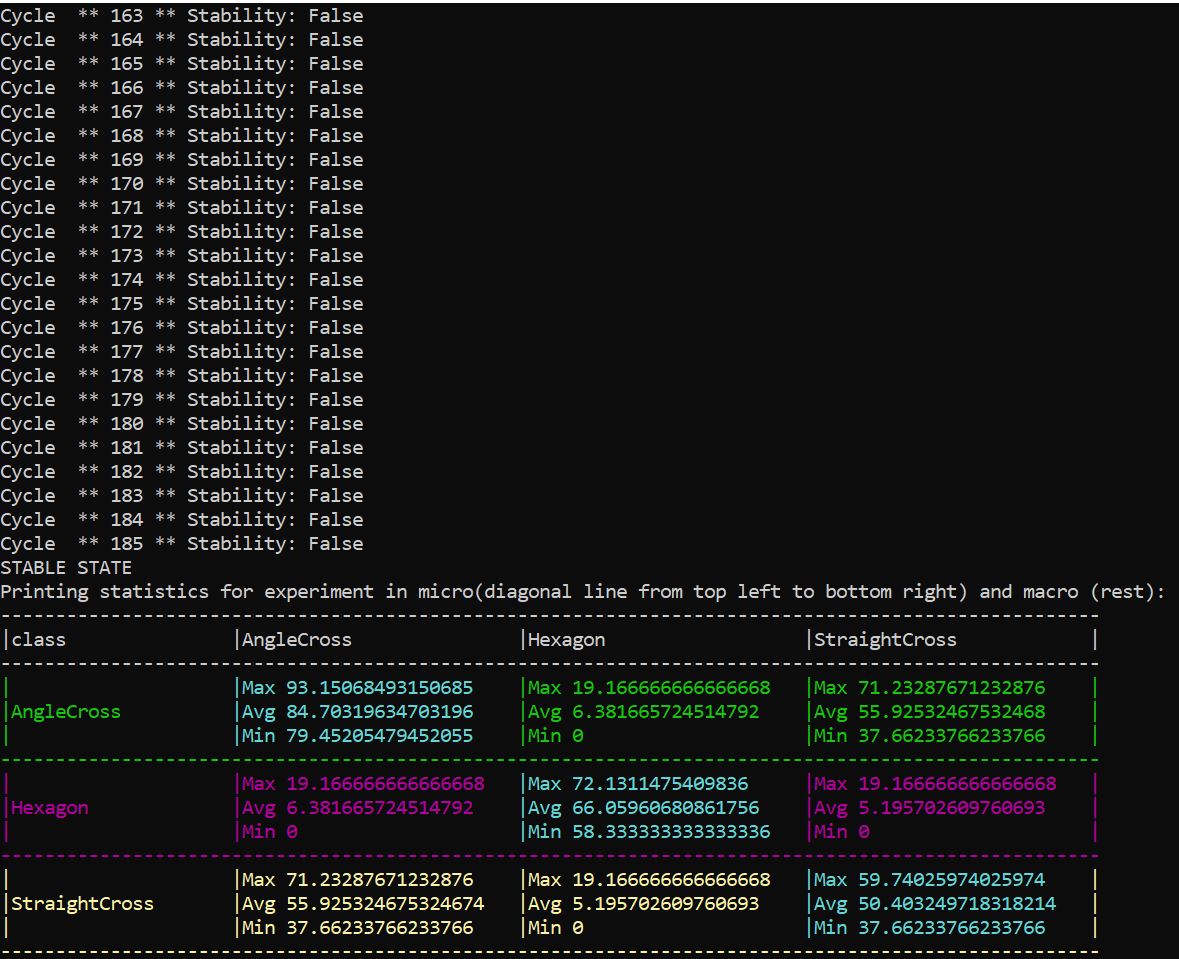 Cycle  ** 163 ** Stability: False
Cycle  ** 164 ** Stability: False
Cycle  ** 165 ** Stability: False
Cycle  ** 166 ** Stability: False
Cycle  ** 167 ** Stability: False
Cycle  ** 168 ** Stability: False
Cycle  ** 169 ** Stability: False
Cycle  ** 170 ** Stability: False
Cycle  ** 171 ** Stability: False
Cycle  ** 172 ** Stability: False
Cycle  ** 173 ** Stability: False
Cycle  ** 174 ** Stability: False
Cycle  ** 175 ** Stability: False
Cycle  ** 176 ** Stability: False
Cycle  ** 177 ** Stability: False
Cycle  ** 178 ** Stability: False
Cycle  ** 179 ** Stability: False
Cycle  ** 180 ** Stability: False
Cycle  ** 181 ** Stability: False
Cycle  ** 182 ** Stability: False
Cycle  ** 183 ** Stability: False
Cycle  ** 184 ** Stability: False
Cycle  ** 185 ** Stability: False
STABLE STATE
Printing statistics for experiment in micro(diagonal line from top left to bottom right) and macro (rest):
----------------------------------------------------------------------------------------------------
|class               |AngleCross               |Hexagon                  |StraightCross            |
----------------------------------------------------------------------------------------------------
|                    |Max 93.15068493150685    |Max 19.166666666666668   |Max 71.23287671232876    |
|AngleCross          |Avg 84.70319634703196    |Avg 6.381665724514792    |Avg 55.92532467532468    |
|                    |Min 79.45205479452055    |Min 0                    |Min 37.66233766233766    |
----------------------------------------------------------------------------------------------------
|                    |Max 19.166666666666668   |Max 72.1311475409836     |Max 19.166666666666668   |
|Hexagon             |Avg 6.381665724514792    |Avg 66.05960680861756    |Avg 5.195702609760693    |
|                    |Min 0                    |Min 58.333333333333336   |Min 0                    |
----------------------------------------------------------------------------------------------------
|                    |Max 71.23287671232876    |Max 19.166666666666668   |Max 59.74025974025974    |
|StraightCross       |Avg 55.925324675324674   |Avg 5.195702609760693    |Avg 50.403249718318214   |
|                    |Min 37.66233766233766    |Min 0                    |Min 37.66233766233766    |
----------------------------------------------------------------------------------------------------